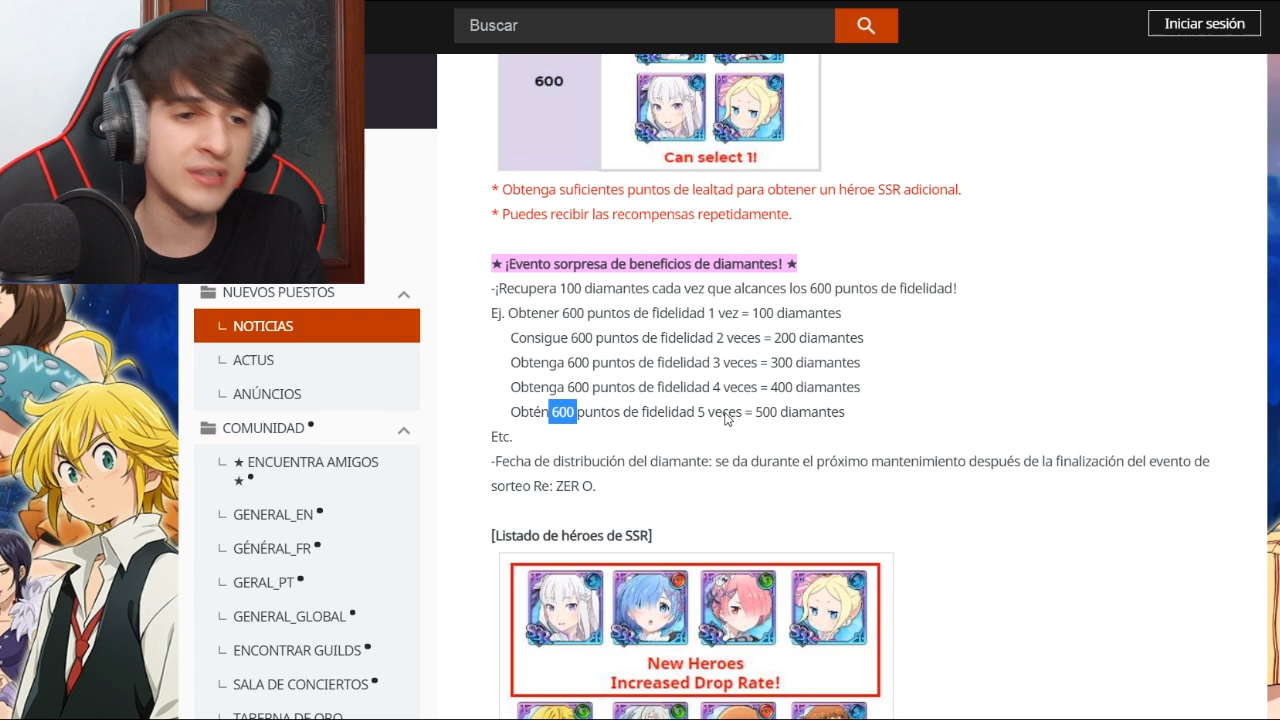 Buscar
Iniciar sesión
600
Can select 1!
* Obtenga suficientes puntos de lealtad para obtener un héroe SSR adicional.
* Puedes recibir las recompensas repetidamente.
★ ¡Evento sorpresa de beneficios de diamantes! ★
-¡Recupera 100 diamantes cada vez que alcances los 600 puntos de fidelidad!
Ej. Obtener 600 puntos de fidelidad 1 vez = 100 diamantes
Consigue 600 puntos de fidelidad 2 veces = 200 diamantes
Obtenga 600 puntos de fidelidad 3 veces = 300 diamantes
Obtenga 600 puntos de fidelidad 4 veces = 400 diamantes
Obtén 600 puntos de fidelidad 5 veces = 500 diamantes
Etc.
-Fecha de distribución del diamante: se da durante el próximo mantenimiento después de la finalización del evento de
sorteo Re: ZER O.
[Listado de héroes de SSR]
New Heroes
Increased Drop Rate!
NUEVOS PUESTOS
NOTICIAS
ACTUS
ANÚNCIOS
COMUNIDAD
★ ENCUENTRA AMIGOS
★
GENERAL_EN
GÉNÉRAL_FR
GERAL_PT
GENERAL_GLOBAL
ENCONTRAR GUILDS
SALA DE CONCIERTOS
TABERNA DE ORO